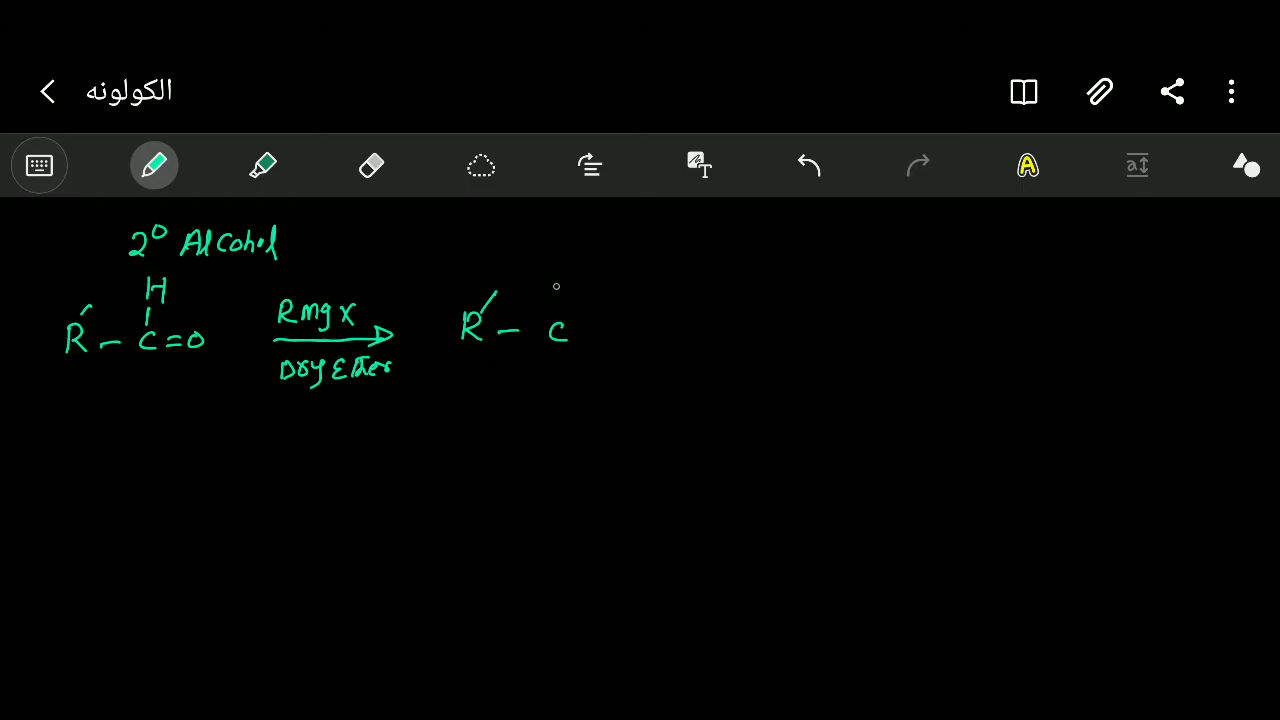 الكولونه
2° Alcohol
H
R' - C = O
RmgX
Dry Ether
R' - C